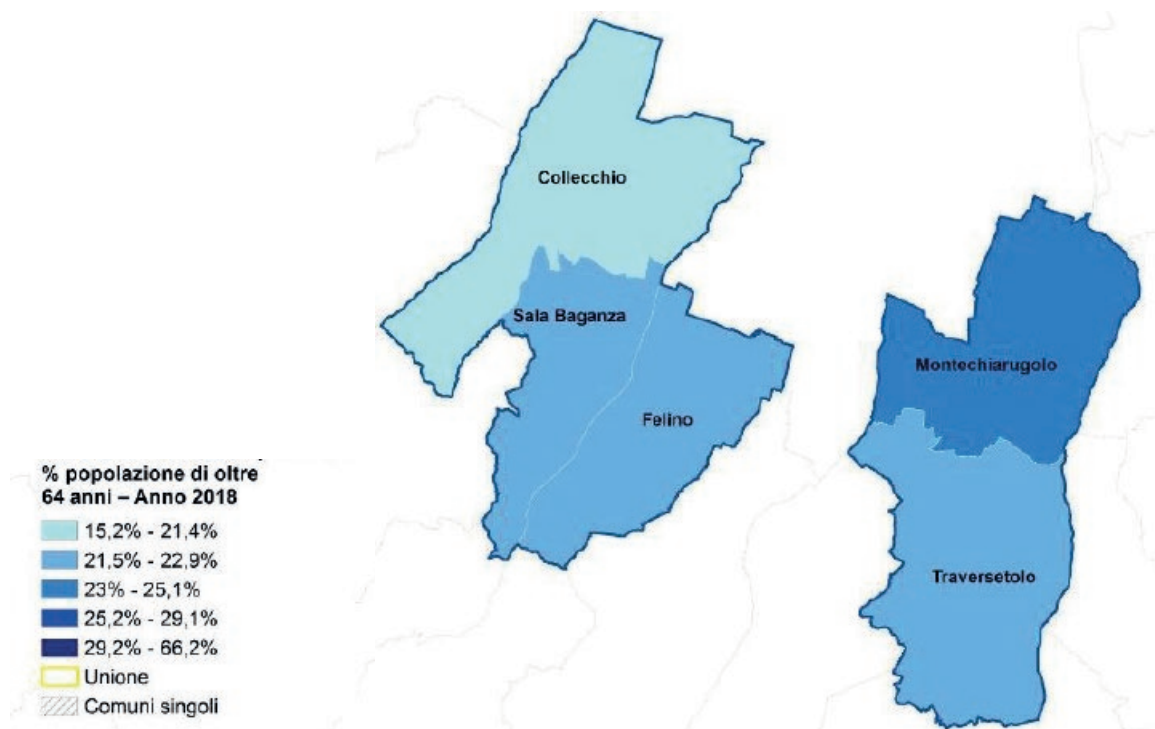 Collecchio
Sala Baganza
Felino
Montechiarugolo
Traversetolo
% popolazione di oltre
64 anni – Anno 2018
15,2% - 21,4%
21,5% - 22,9%
23% - 25,1%
25,2% - 29,1%
29,2% - 66,2%
Unione
Comuni singoli